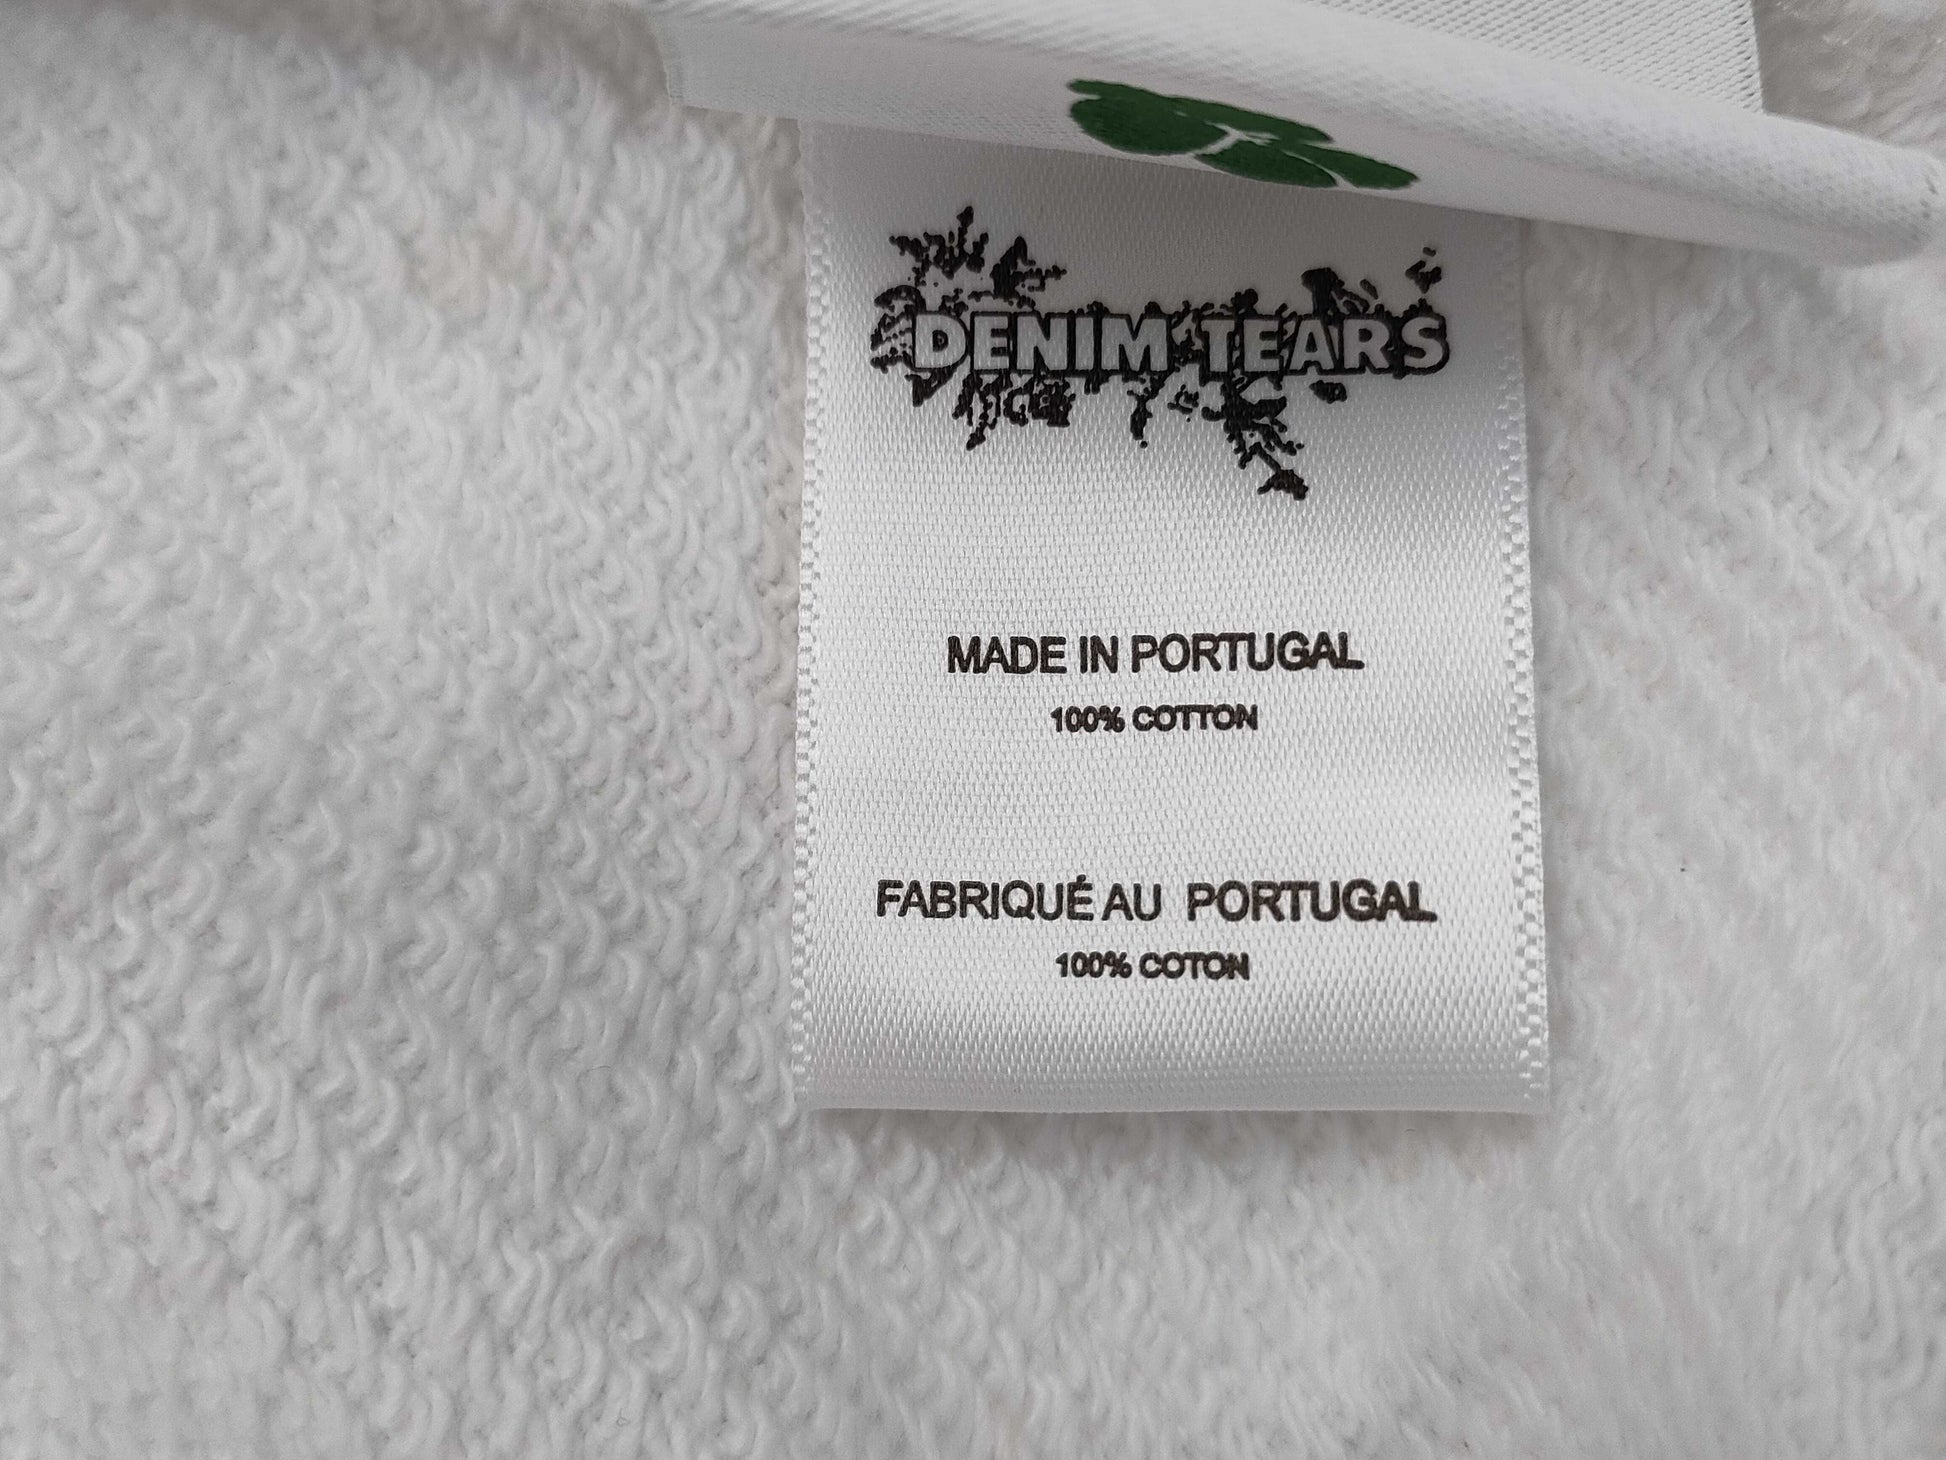 DENIM TEARS
MADE IN PORTUGAL
100% COTTON
FABRIQUÉ AU PORTUGAL
100% COTON